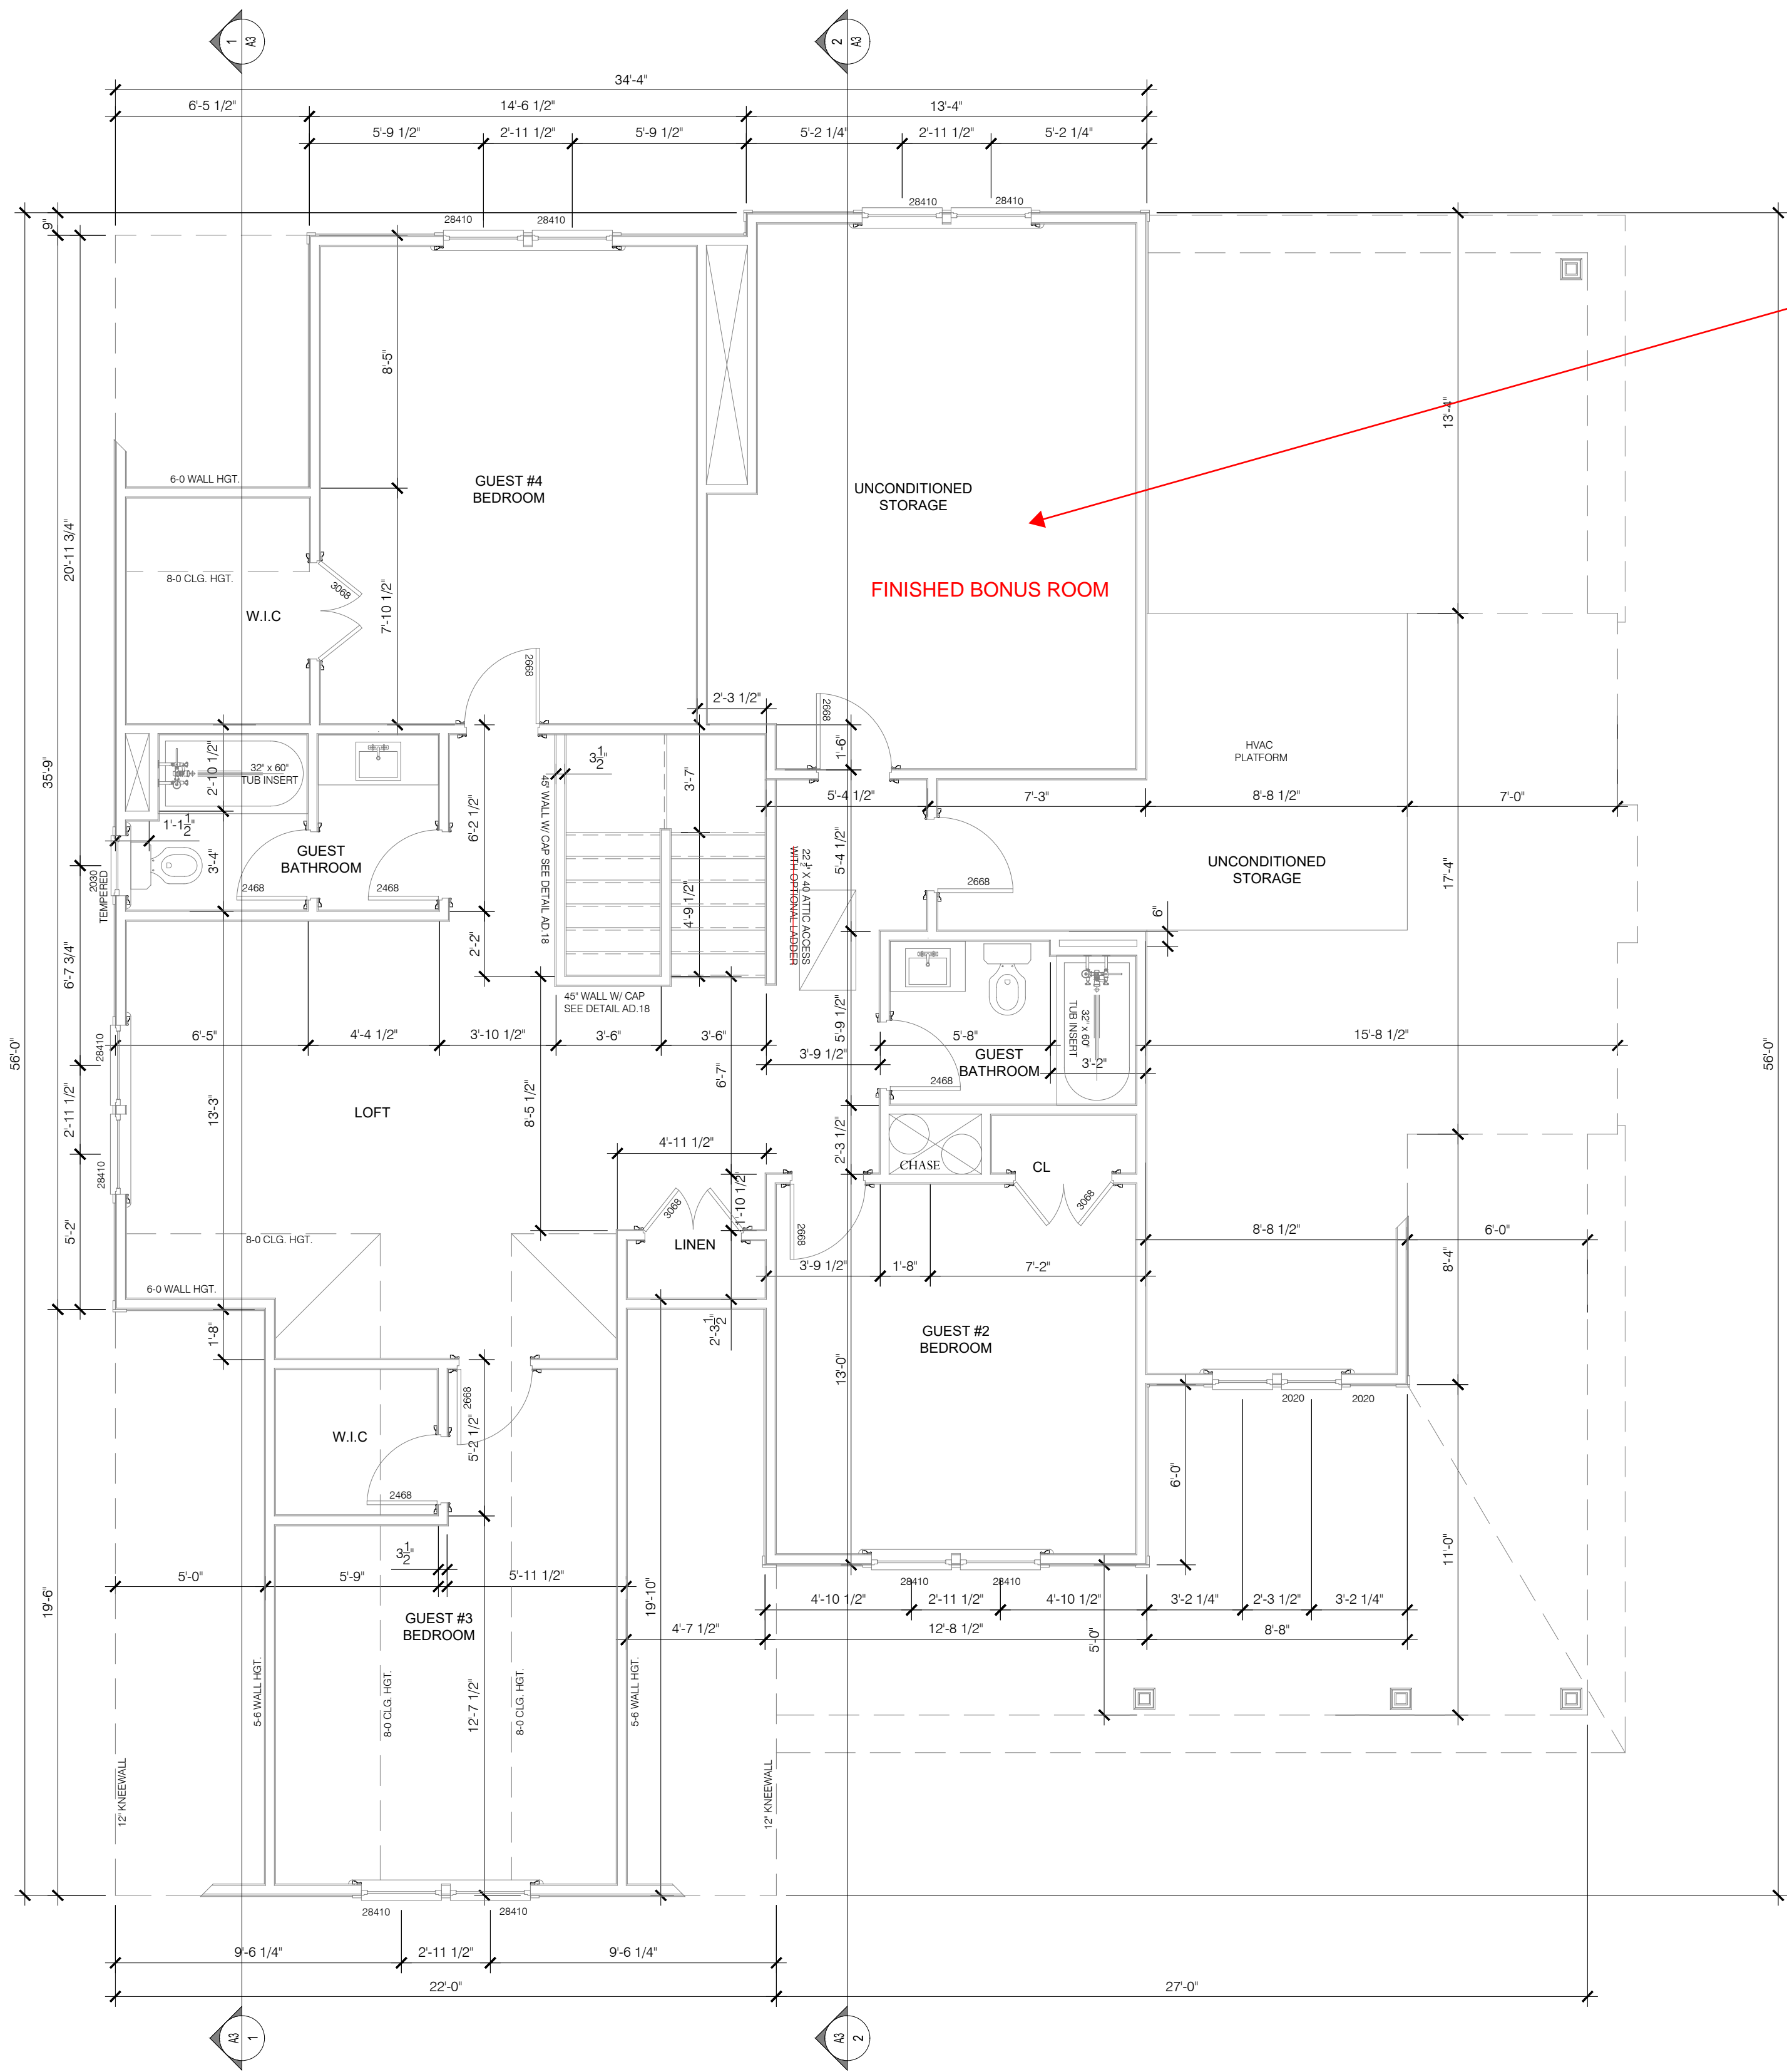 1
A3
2
A3
34'-4"
6'-5 1/2"
14'-6 1/2"
13'-4"
5'-9 1/2"
2'-11 1/2"
5'-9 1/2"
5'-2 1/4"
2'-11 1/2"
5'-2 1/4"
28410
28410
28410
28410
9"
8'-5"
13'-4"
6-0 WALL HGT.
GUEST #4
BEDROOM
UNCONDITIONED
STORAGE
20'-11 3/4"
8-0 CLG. HGT.
3068
W.I.C
7'-10 1/2"
FINISHED BONUS ROOM
2668
2'-3 1/2"
2668
35'-9"
2'-10 1/2"
32" x 60"
TUB INSERT
3 1/2"
3'-7"
1'-6"
HVAC
PLATFORM
5'-4 1/2"
7'-3"
8'-8 1/2"
7'-0"
1'-1 1/2"
6'-2 1/2"
45" WALL W/ CAP SEE DETAIL AD.18
GUEST
BATHROOM
3'-4"
2030
TEMPERED
2468
2468
4'-9 1/2"
22 1/2" X 40 ATTIC ACCESS
WITH OPTIONAL LADDER
5'-4 1/2"
2668
UNCONDITIONED
STORAGE
17'-4"
6"
2'-2"
6'-7 3/4"
45" WALL W/ CAP
SEE DETAIL AD.18
56'-0"
28410
6'-5"
4'-4 1/2"
3'-10 1/2"
3'-6"
3'-6"
5'-9 1/2"
3'-9 1/2"
5'-8"
GUEST
BATHROOM
32" x 60"
TUB INSERT
3'-2"
15'-8 1/2"
56'-0"
2468
6'-7"
2'-11 1/2"
13'-3"
LOFT
8'-5 1/2"
4'-11 1/2"
2'-3 1/2"
CHASE
CL
28410
3068
1'-10 1/2"
3068
5'-2"
8-0 CLG. HGT.
LINEN
2668
8'-8 1/2"
6'-0"
8'-4"
3'-9 1/2"
1'-8"
7'-2"
6-0 WALL HGT.
1'-8"
2'-3 1/2"
GUEST #2
BEDROOM
13'-0"
2668
2020
2020
W.I.C
5'-2 1/2"
2468
6'-0"
3 1/2"
11'-0"
5'-0"
5'-9"
5'-11 1/2"
19'-6"
19'-10"
28410
28410
4'-10 1/2"
2'-11 1/2"
4'-10 1/2"
3'-2 1/4"
2'-3 1/2"
3'-2 1/4"
GUEST #3
BEDROOM
4'-7 1/2"
12'-8 1/2"
8'-8"
5'-0"
5-6 WALL HGT.
8-0 CLG. HGT.
12'-7 1/2"
8-0 CLG. HGT.
5-6 WALL HGT.
12" KNEEWALL
12" KNEEWALL
28410
28410
9'-6 1/4"
2'-11 1/2"
9'-6 1/4"
22'-0"
27'-0"
A3
1
A3
2